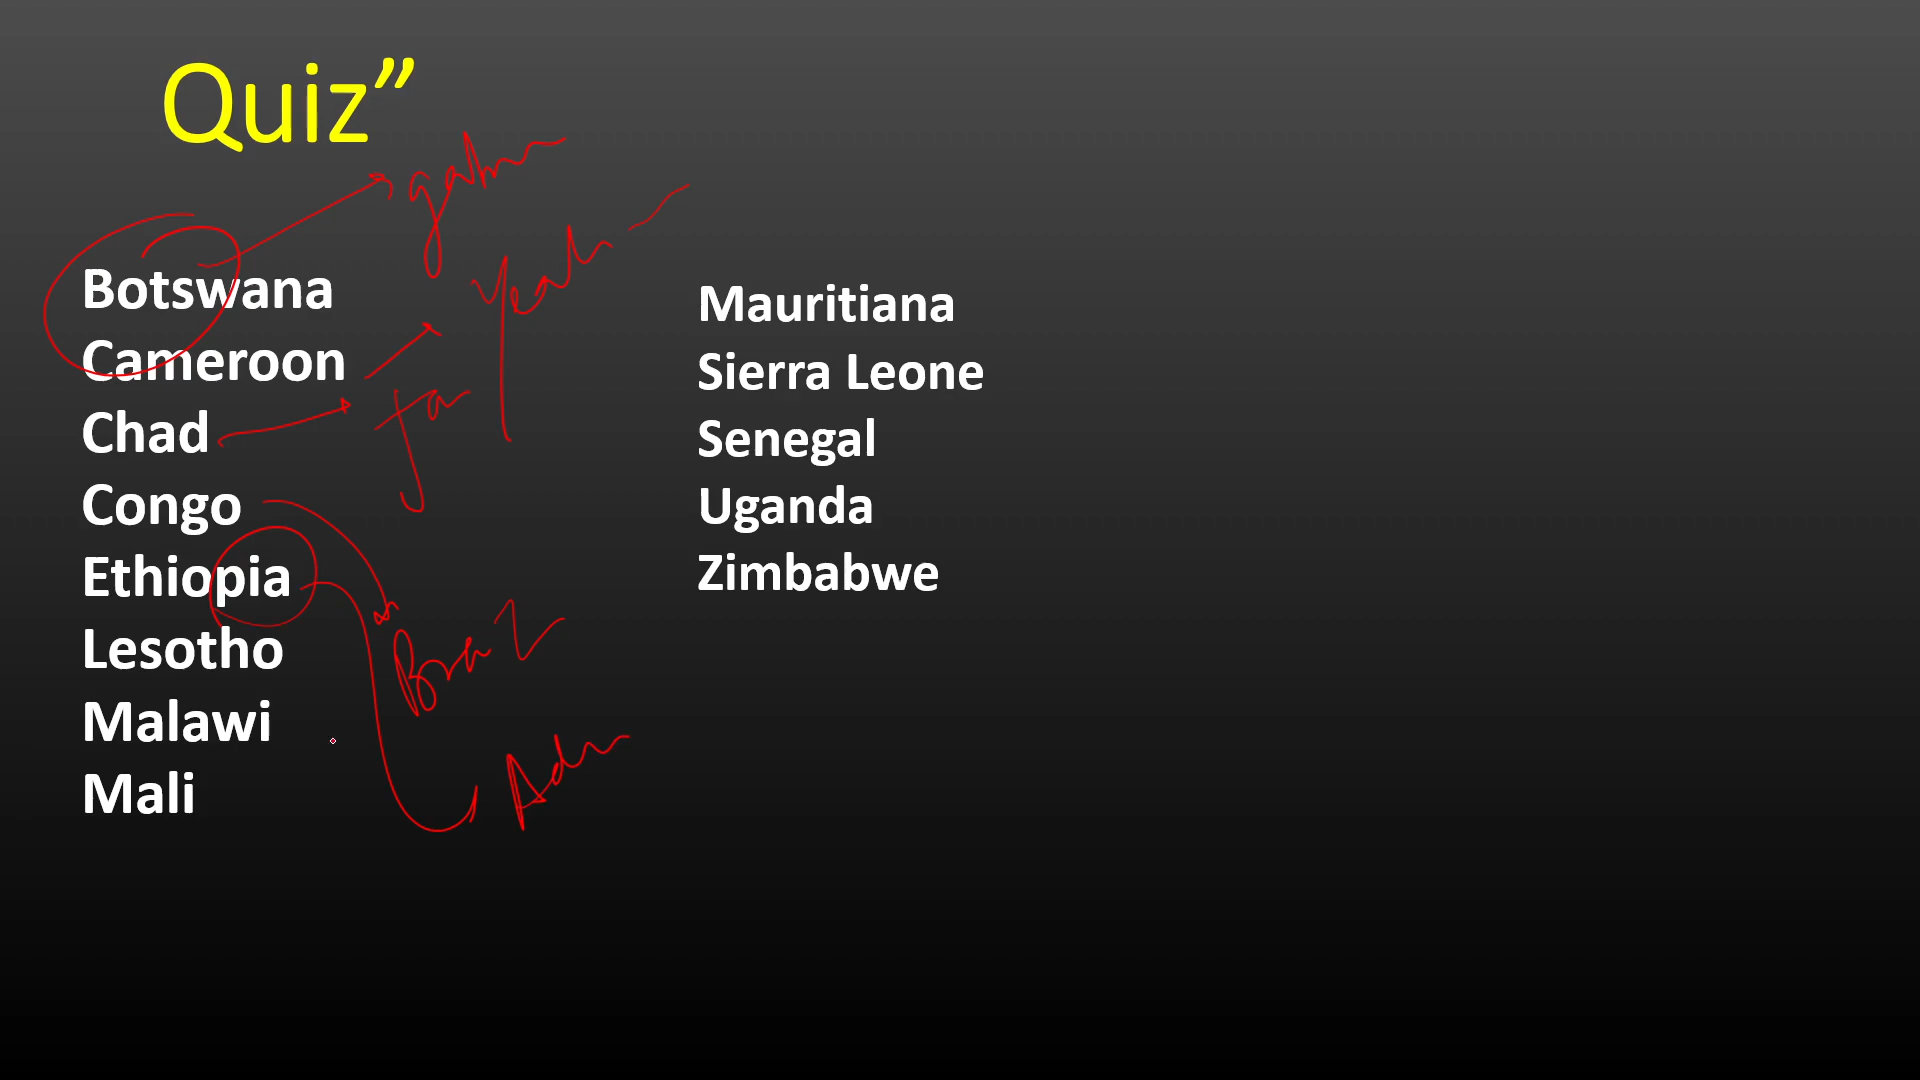 Quiz”
Botswana
Cameroon
Chad
Congo
Ethiopia
Lesotho
Malawi
Mali
Mauritiana
Sierra Leone
Senegal
Uganda
Zimbabwe